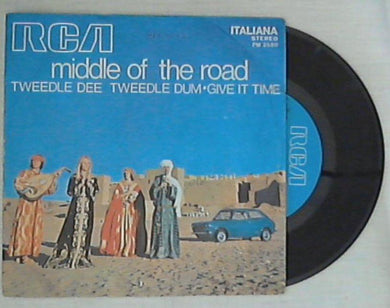 RCA
ITALIANA
STEREO
PM 3589
middle of the road
TWEEDLE DEE TWEEDLE DUM • GIVE IT TIME
RCA